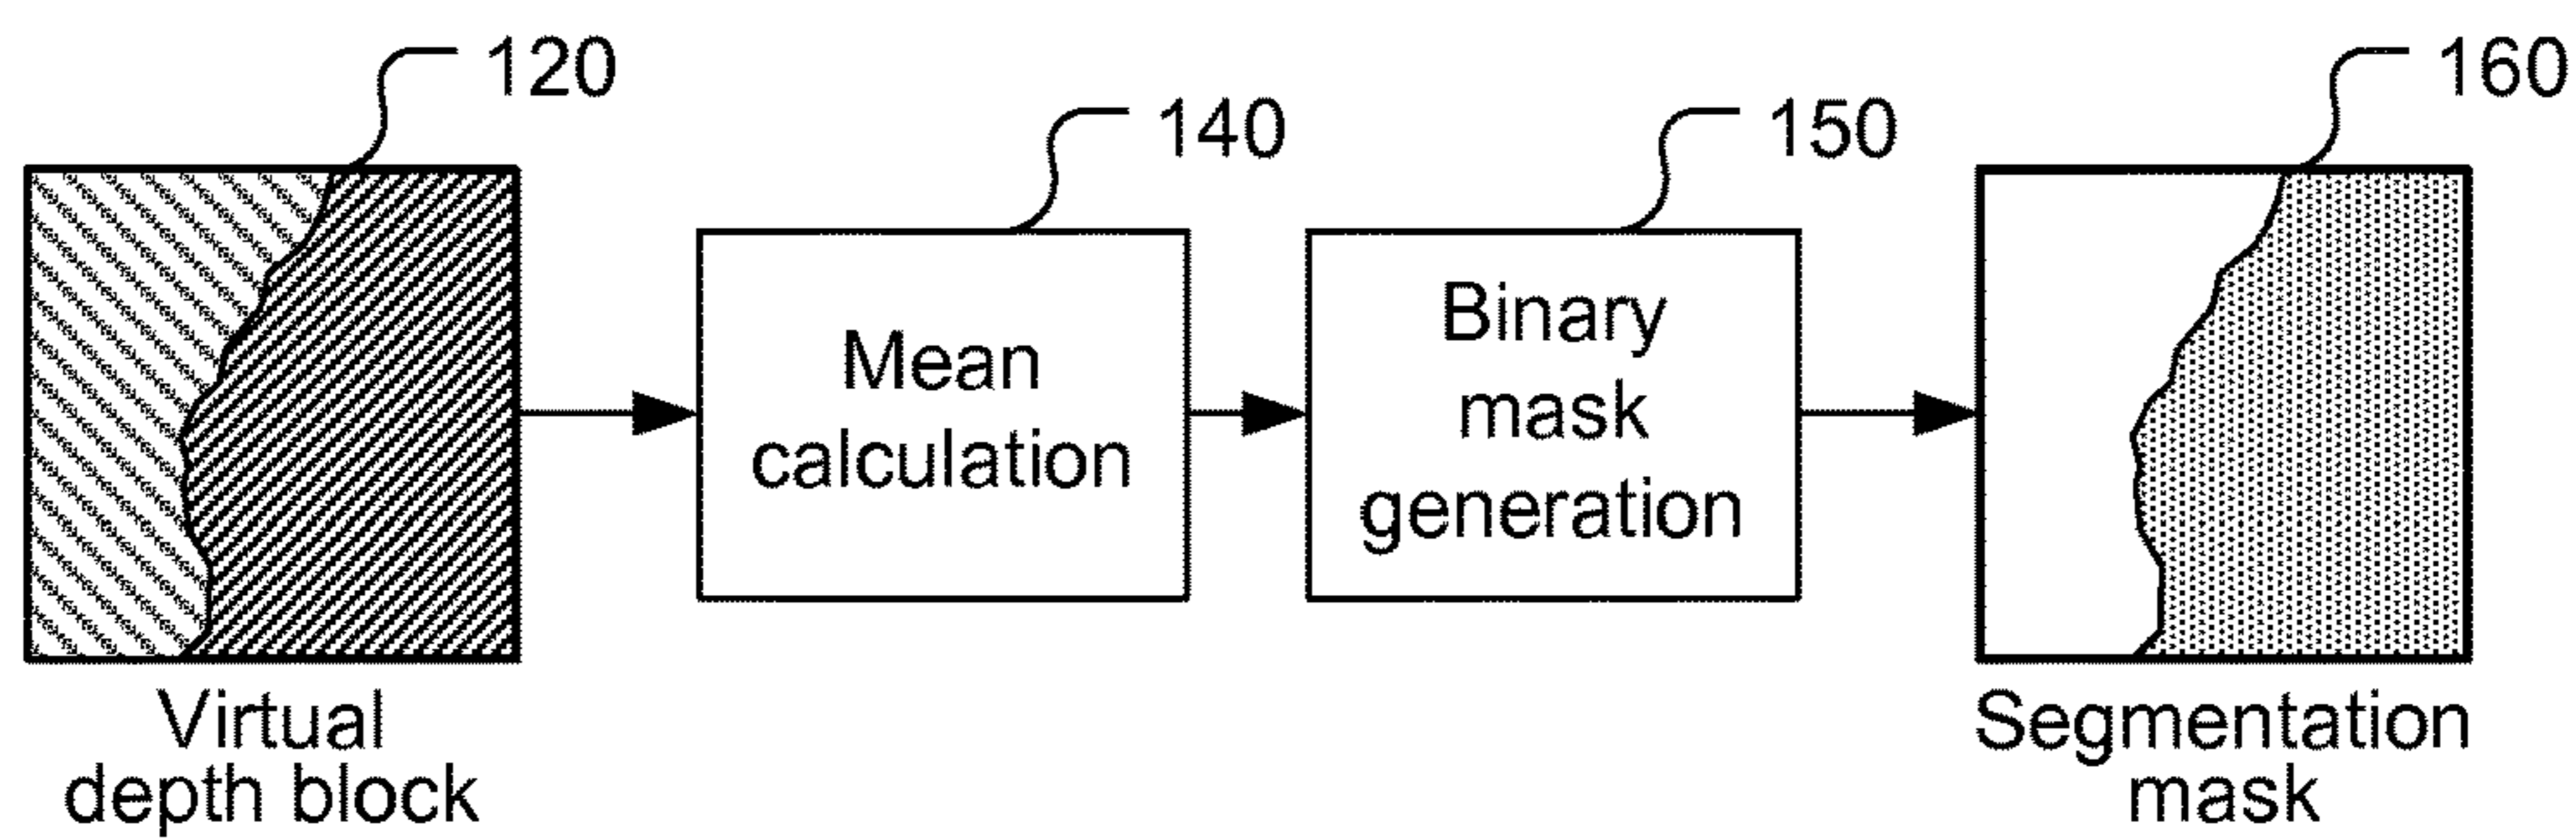 120
140
150
160
Mean
calculation
Binary
mask
generation
Virtual
depth block
Segmentation
mask